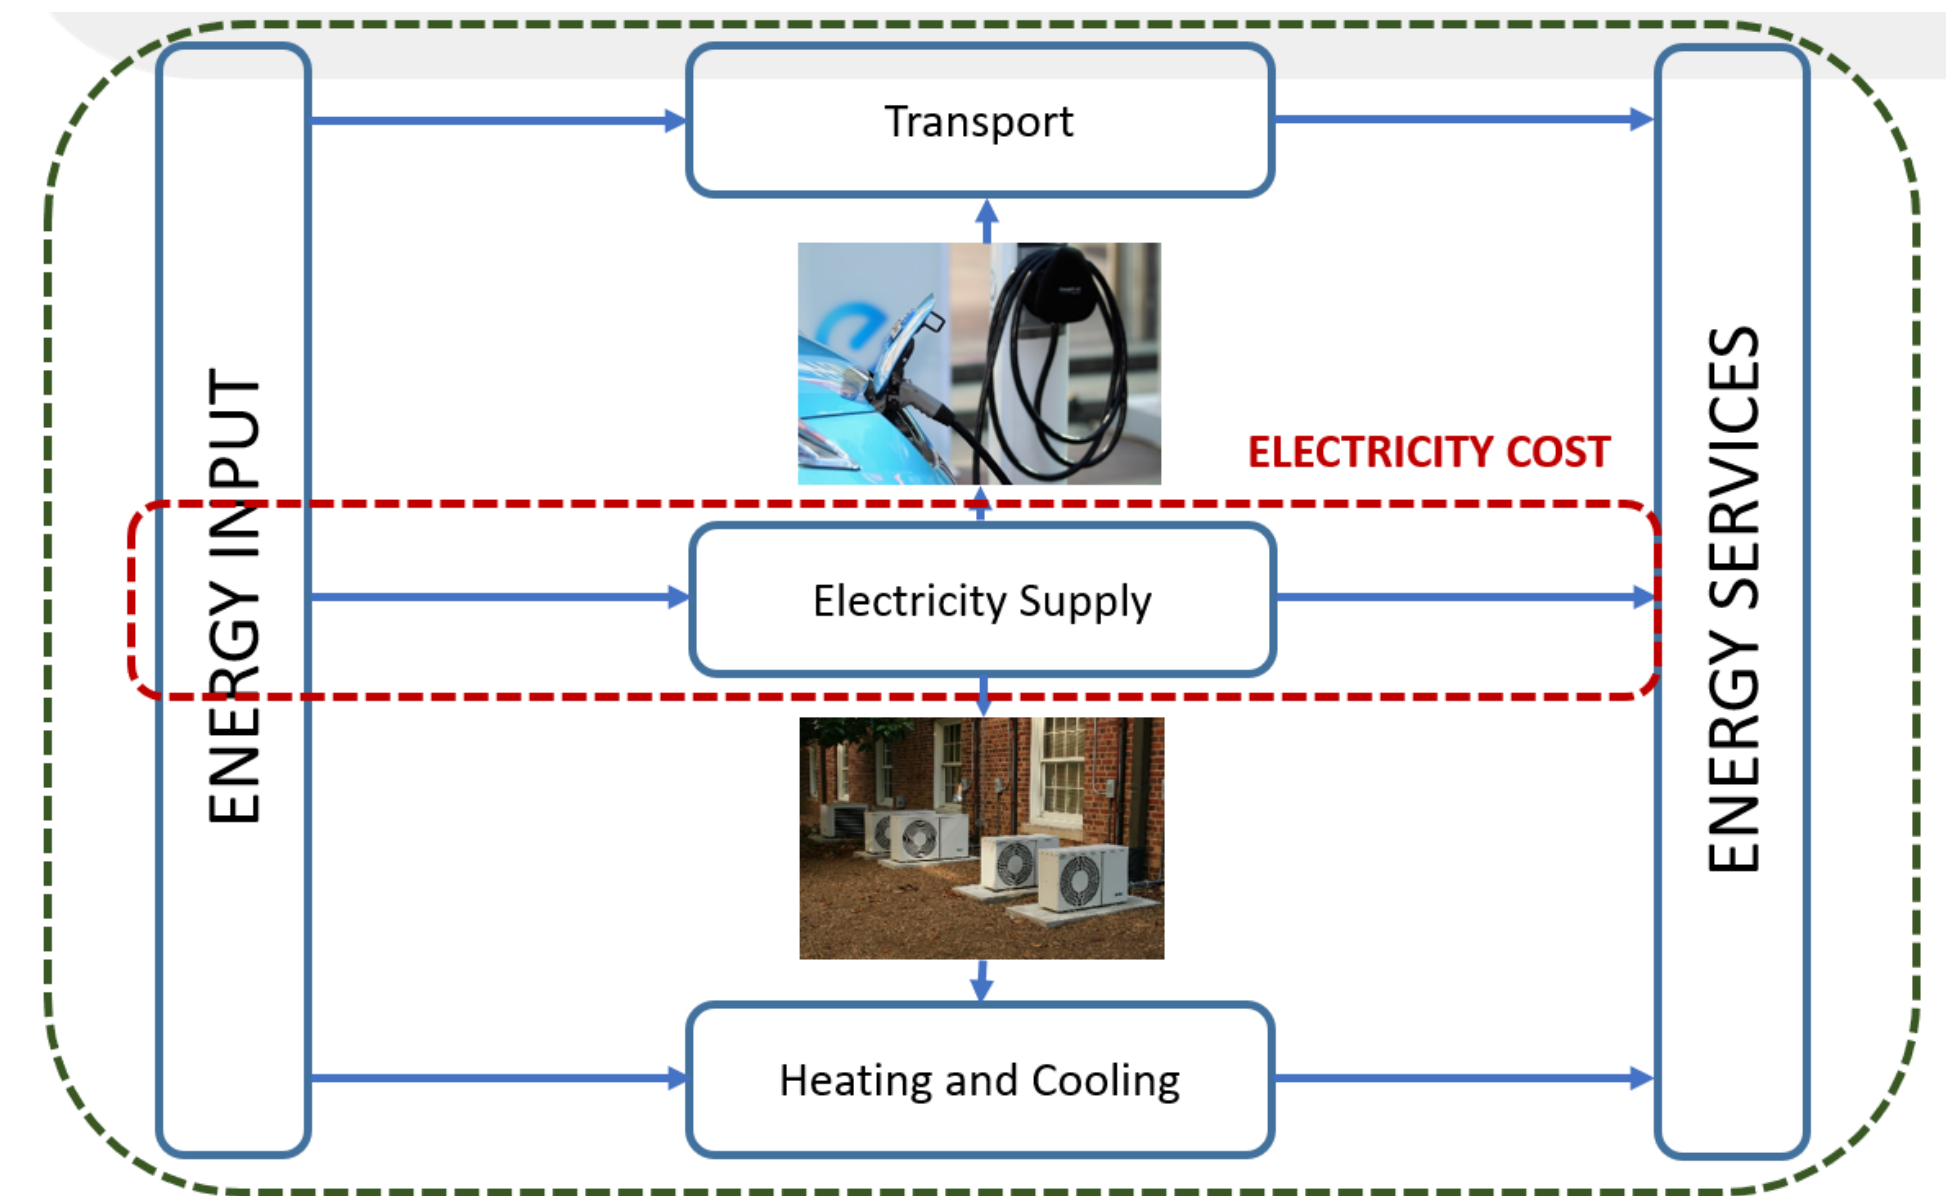 Transport
ENERGY INPUT
ELECTRICITY COST
Electricity Supply
ENERGY SERVICES
Heating and Cooling